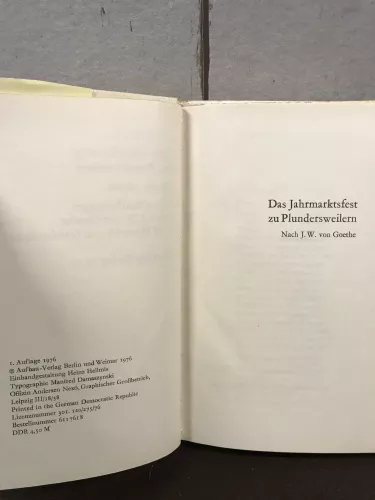 1. Auflage 1976
© Aufbau-Verlag Berlin und Weimar 1976
Einbandgestaltung Heinz Hellmis
Typographie Manfred Damaszynski
Offizin Andersen Nexö, Graphischer Großbetrieb,
Leipzig III/18/38
Printed in the German Democratic Republic
Lizenznummer 301. 120/275/76
Bestellnummer 611 761 8
DDR 4,50 M
Das Jahrmarktsfest
zu Plundersweilern
Nach J. W. von Goethe